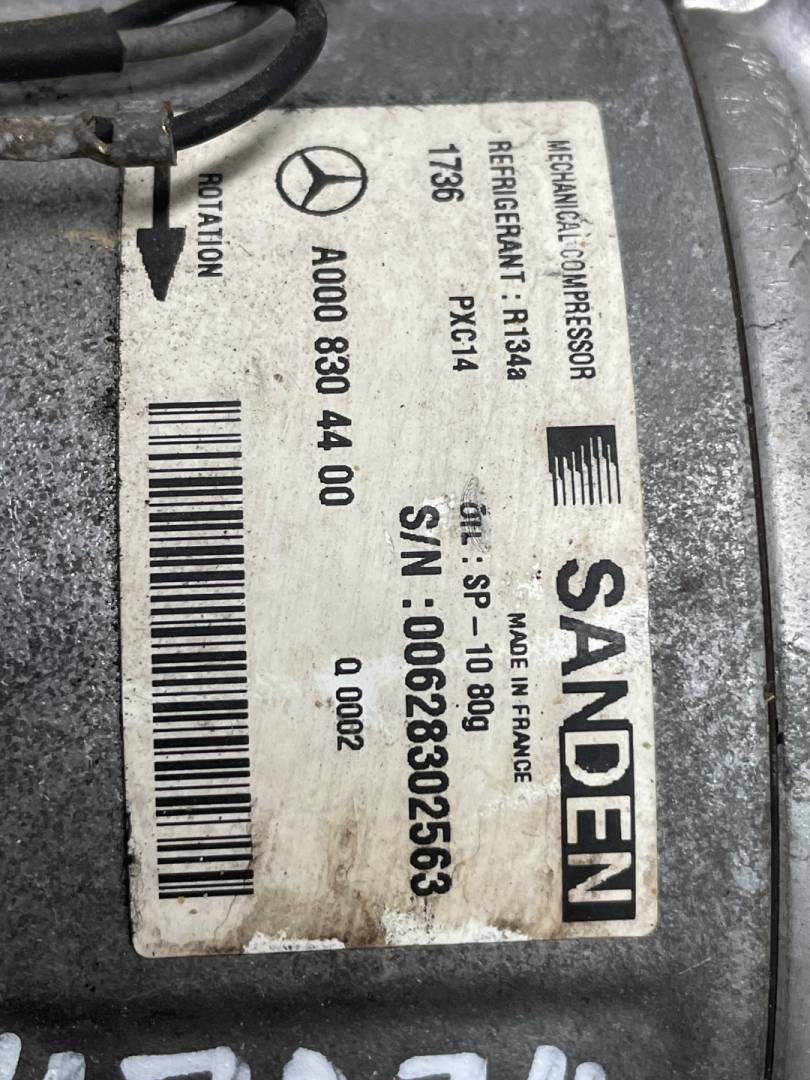 MECHANICAL COMPRESSOR
SANDEN
REFRIGERANT : R134a
MADE IN FRANCE
1736 PXC14 OIL : SP-10 80g
S/N :00628302563
A000 830 44 00 Q 0002
ROTATION